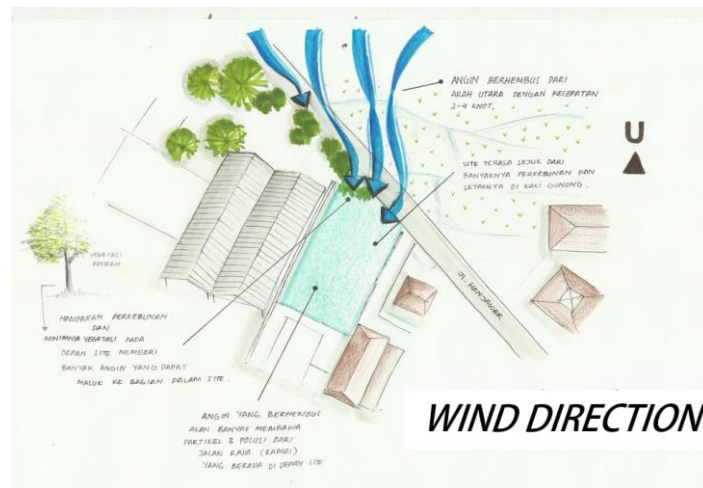 ANGIN BERHEMBUS DARI
ARAH UTARA DENGAN KECEPATAN
2-4 KNOT.
U
SITE TERASA SEJUK DARI
BANYAKNYA PERKEBUNAN DAN
LETAKNYA DI KAKI GUNUNG.
JL. HANJAWAR
VEGETASI
RENDAH
HAMPARAN PERKEBUNAN
DAN
MINIMNYA VEGETASI PADA
DEPAN SITE MEMBERI
BANYAK ANGIN YANG DAPAT
MASUK KE BAGIAN DALAM SITE.
ANGIN YANG BERHEMBUS
AKAN BANYAK MEMBAWA
PARTIKEL & POLUSI DARI
JALAN RAYA (RAMAI)
YANG BERADA DI DEPAN SITE
WIND DIRECTION